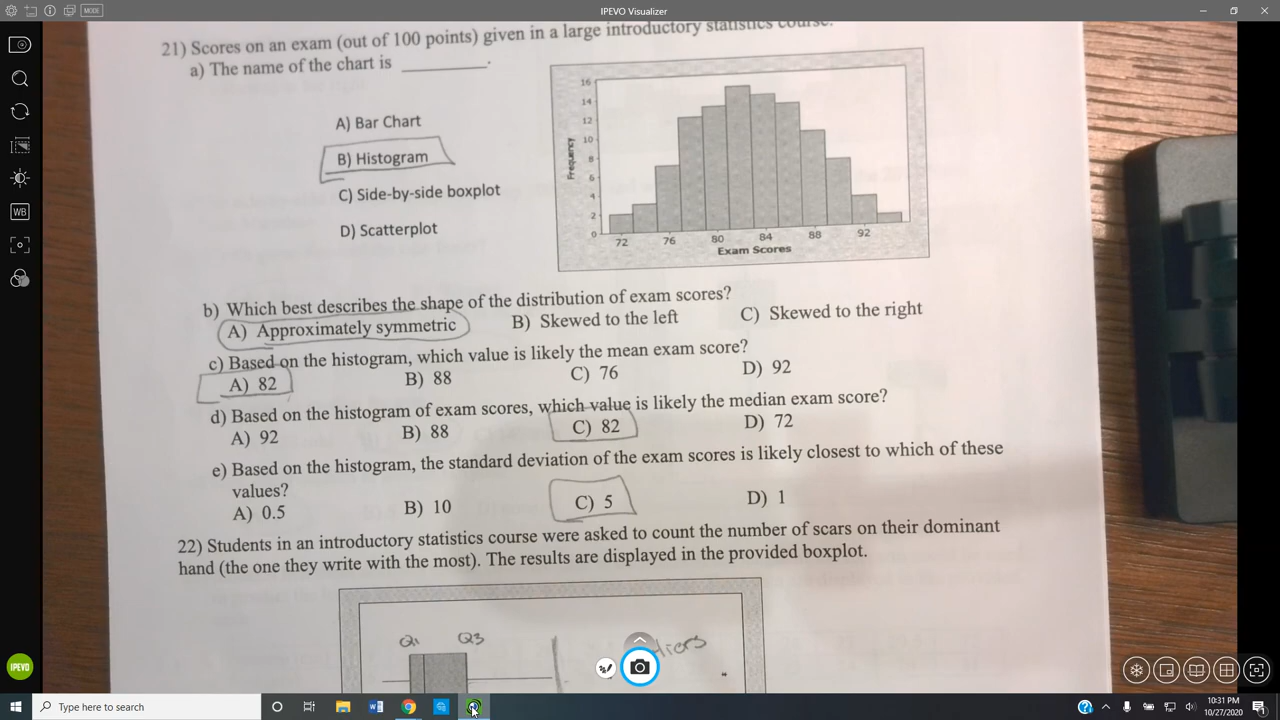 IPEVO Visualizer
MODE
WB
21) Scores on an exam (out of 100 points) given in a large introductory statistics course.
a) The name of the chart is ________.
A) Bar Chart
B) Histogram
C) Side-by-side boxplot
D) Scatterplot
Frequency
16
14
12
10
8
6
4
2
0
72 76 80 84 88 92
Exam Scores
b) Which best describes the shape of the distribution of exam scores?
A) Approximately symmetric B) Skewed to the left C) Skewed to the right
c) Based on the histogram, which value is likely the mean exam score?
A) 82 B) 88 C) 76 D) 92
d) Based on the histogram of exam scores, which value is likely the median exam score?
A) 92 B) 88 C) 82 D) 72
e) Based on the histogram, the standard deviation of the exam scores is likely closest to which of these
values?
A) 0.5 B) 10 C) 5 D) 1
22) Students in an introductory statistics course were asked to count the number of scars on their dominant
hand (the one they write with the most). The results are displayed in the provided boxplot.
Q1 Q3
IPEVO
Type here to search
10:31 PM
10/27/2020